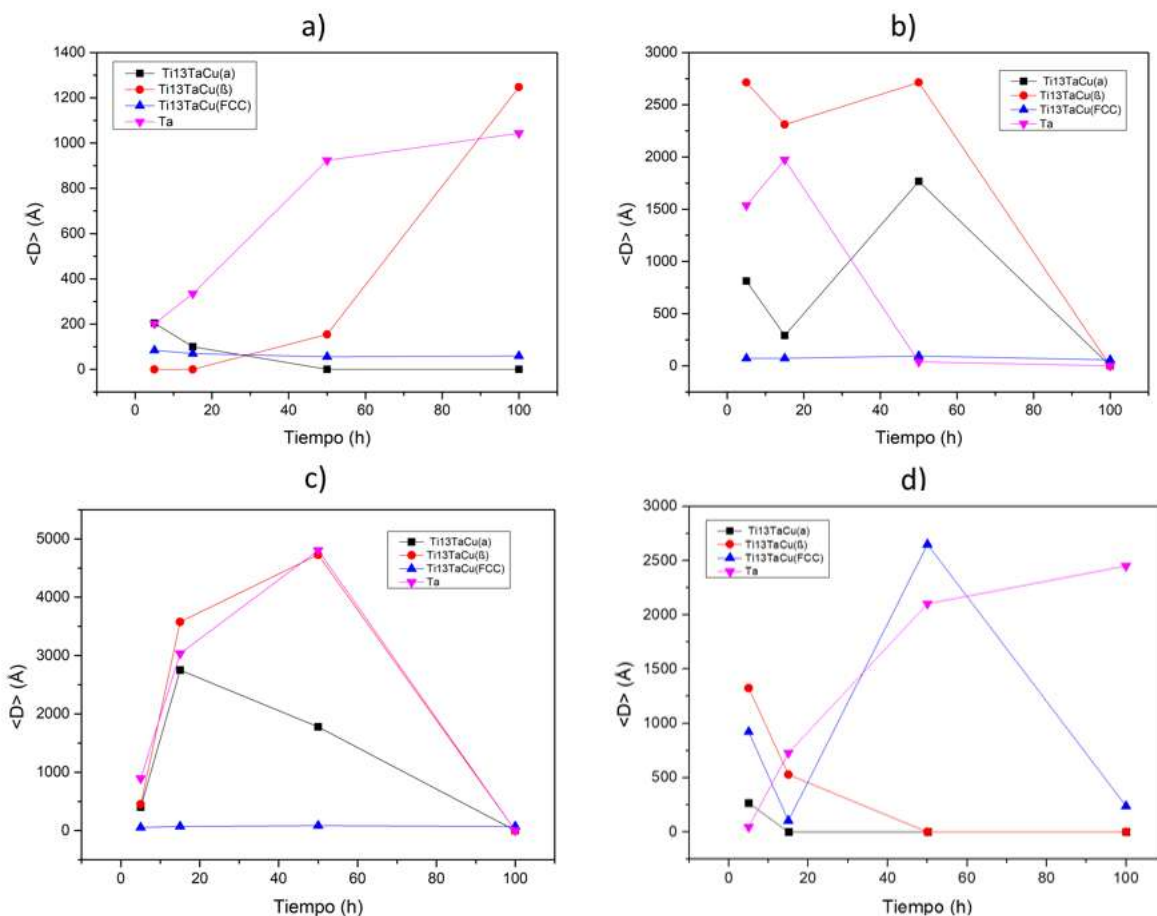 a)
1400
1200
1000
800
600
400
200
0
<D> (Å)
Ti13TaCu(a)
Ti13TaCu(ß)
Ti13TaCu(FCC)
Ta
0 20 40 60 80 100
Tiempo (h)
b)
3000
2500
2000
1500
1000
500
0
<D> (Å)
Ti13TaCu(a)
Ti13TaCu(ß)
Ti13TaCu(FCC)
Ta
0 20 40 60 80 100
Tiempo (h)
c)
5000
4000
3000
2000
1000
0
<D> (Å)
Ti13TaCu(a)
Ti13TaCu(ß)
Ti13TaCu(FCC)
Ta
0 20 40 60 80 100
Tiempo (h)
d)
3000
2500
2000
1500
1000
500
0
<D> (Å)
Ti13TaCu(a)
Ti13TaCu(ß)
Ti13TaCu(FCC)
Ta
0 20 40 60 80 100
Tiempo (h)